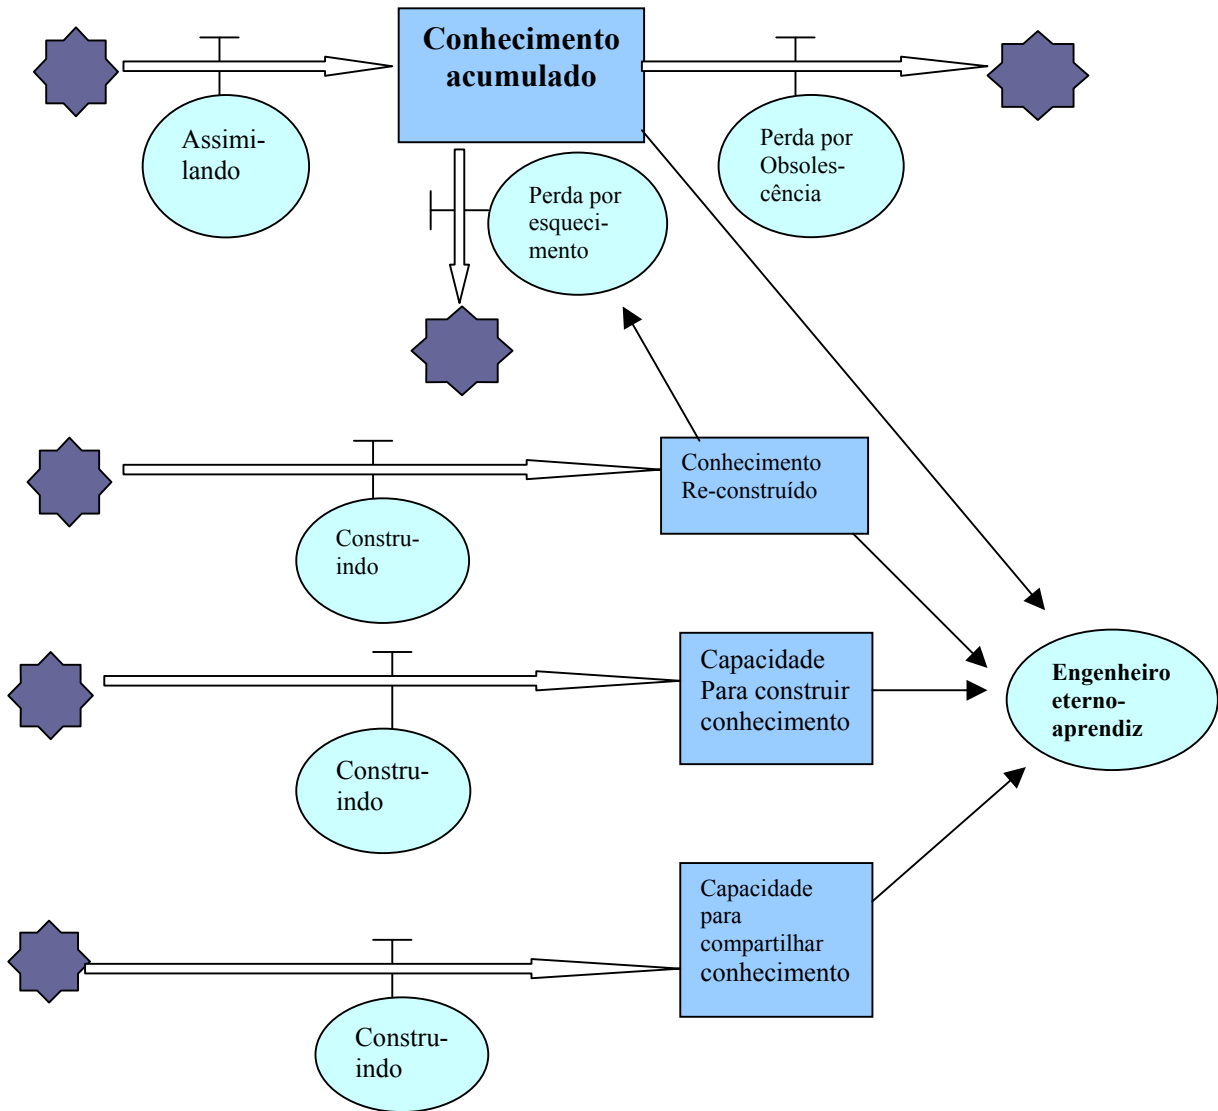 Conhecimento
acumulado
Assimi-
lando
Perda por
esqueci-
mento
Perda por
Obsoles-
cência
Conhecimento
Re-construído
Constru-
indo
Capacidade
Para construir
conhecimento
Engenheiro
eterno-
aprendiz
Constru-
indo
Capacidade
para
compartilhar
conhecimento
Constru-
indo